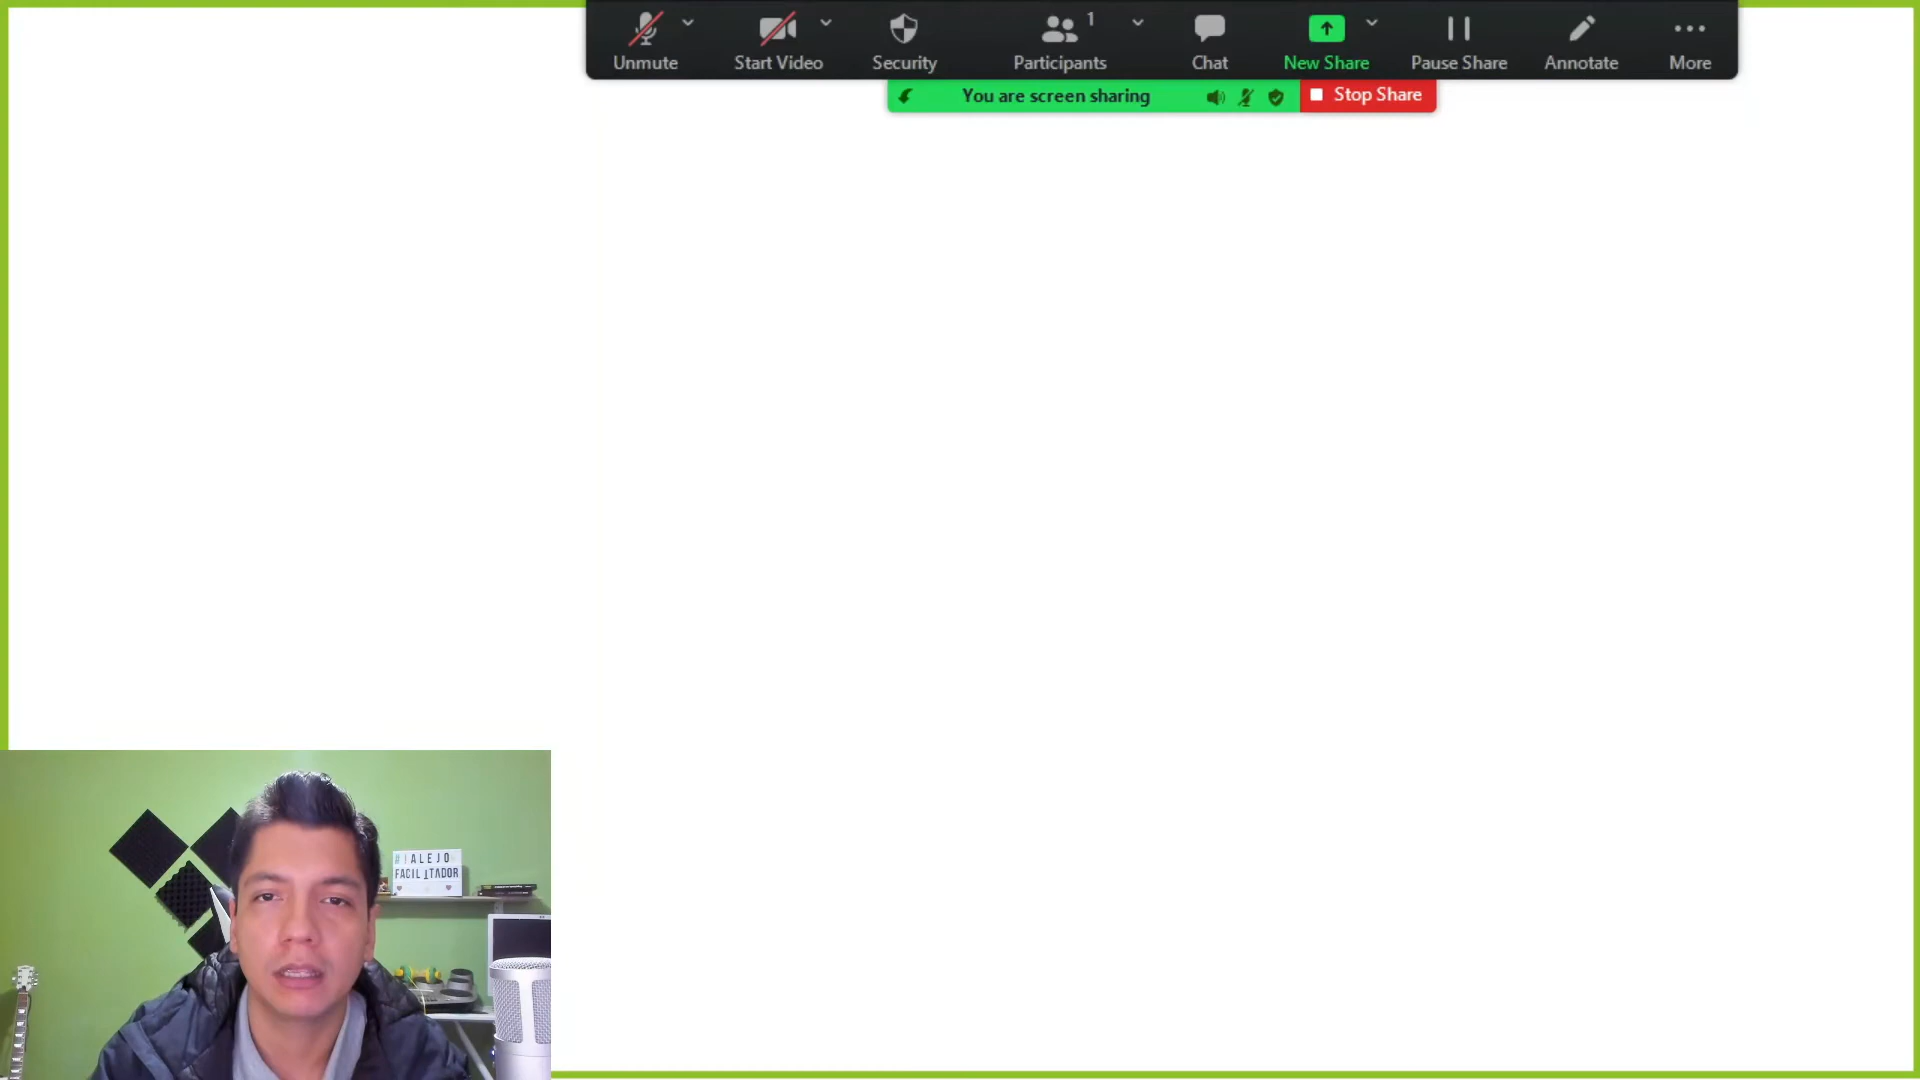 Unmute
Start Video
Security
1
Participants
Chat
New Share
Pause Share
Annotate
More
You are screen sharing
Stop Share
#IALEJO
FACILITADOR